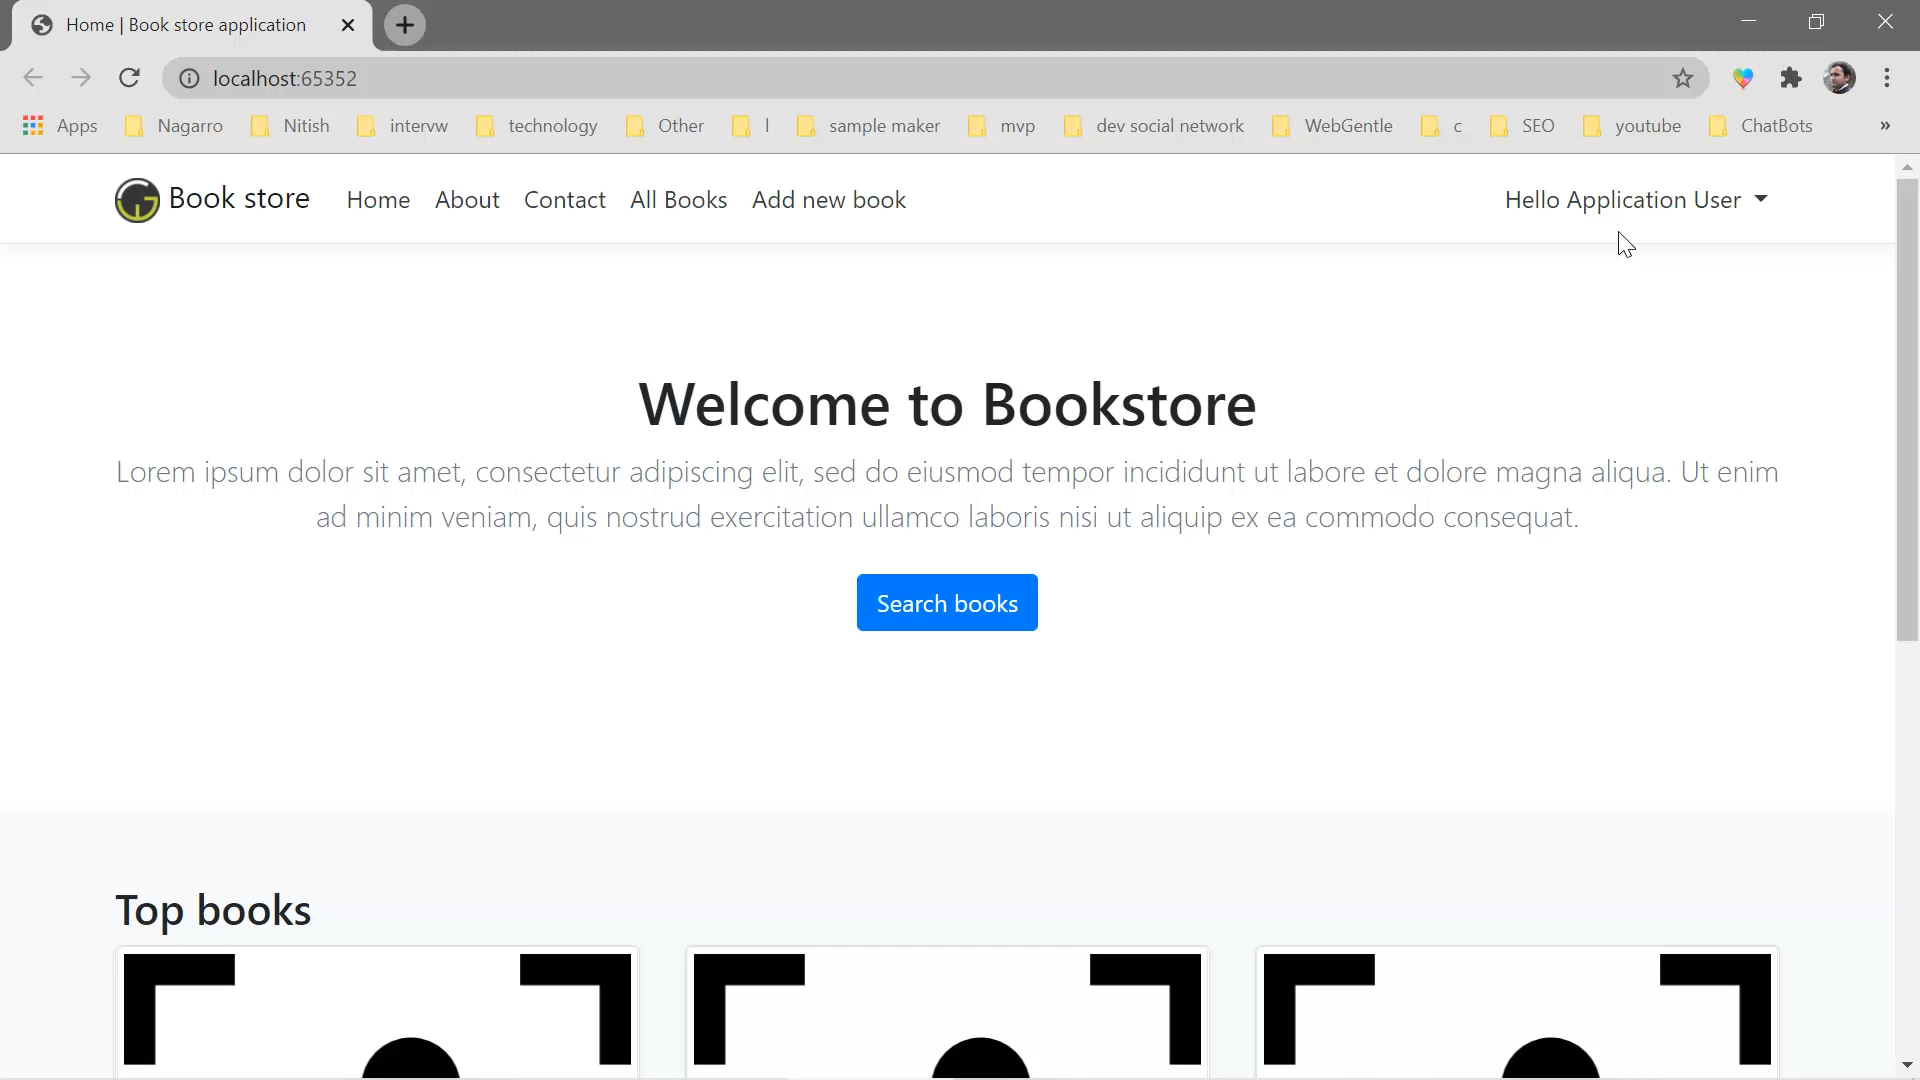 Home | Book store application
localhost:65352
Apps Nagarro Nitish intervw technology Other l sample maker mvp dev social network WebGentle c SEO youtube ChatBots »
Book store Home About Contact All Books Add new book Hello Application User
Welcome to Bookstore
Lorem ipsum dolor sit amet, consectetur adipiscing elit, sed do eiusmod tempor incididunt ut labore et dolore magna aliqua. Ut enim
ad minim veniam, quis nostrud exercitation ullamco laboris nisi ut aliquip ex ea commodo consequat.
Search books
Top books